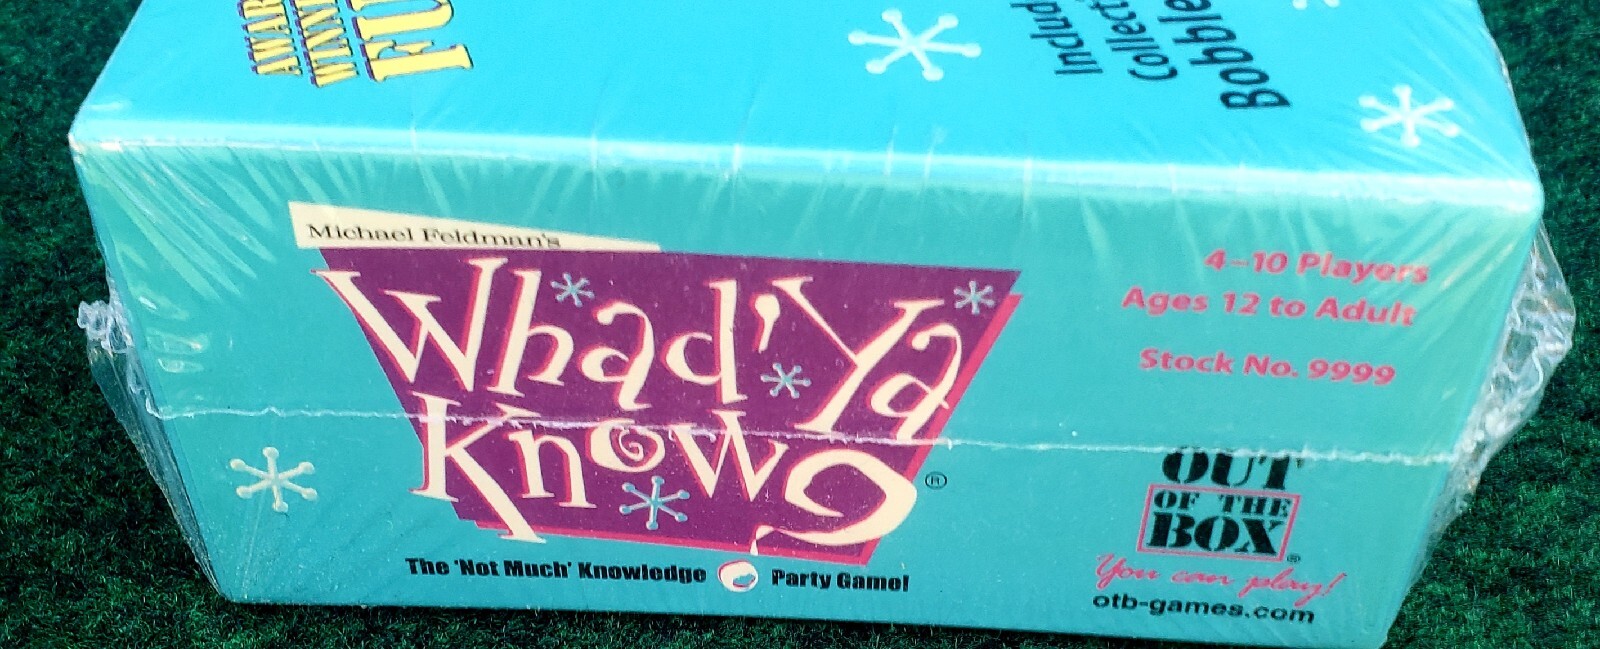 FU
Bobble
Michael Feldman's
Whad'Ya
Know?
®
4–10 Players
Ages 12 to Adult
Stock No. 9999
OUT
OF THE
BOX
®
You can play!
otb-games.com
The 'Not Much' Knowledge Party Game!